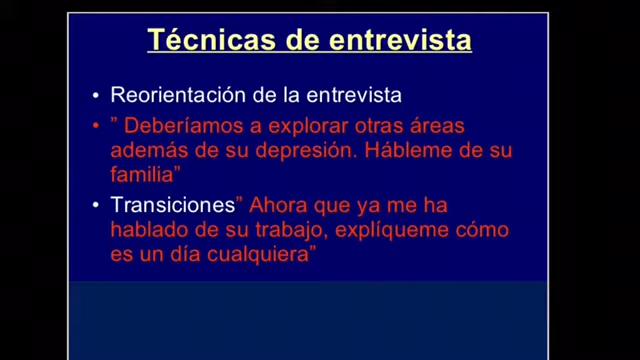 Técnicas de entrevista
• Reorientación de la entrevista
• ” Deberíamos a explorar otras áreas
además de su depresión. Hábleme de su
familia”
• Transiciones” Ahora que ya me ha
hablado de su trabajo, explíqueme cómo
es un día cualquiera”